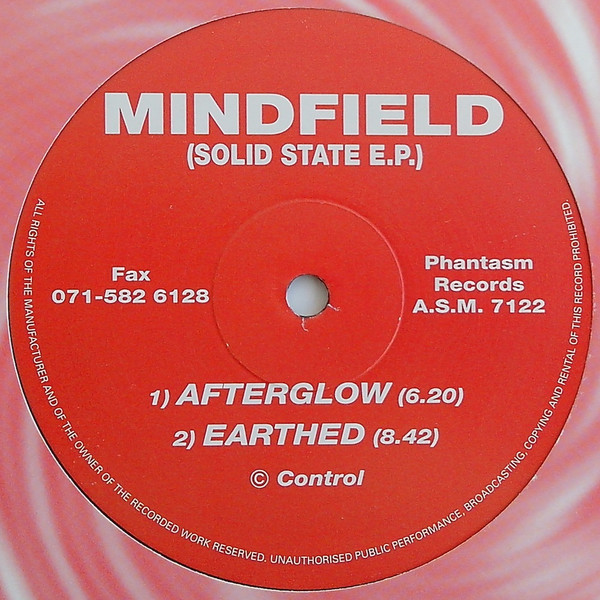 MINDFIELD
(SOLID STATE E.P.)
Fax
071-582 6128
Phantasm
Records
A.S.M. 7122
1) AFTERGLOW (6.20)
2) EARTHED (8.42)
© Control
ALL RIGHTS OF THE MANUFACTURER AND OF THE OWNER OF THE RECORDED WORK RESERVED. UNAUTHORISED PUBLIC PERFORMANCE, BROADCASTING, COPYING AND RENTAL OF THIS RECORD PROHIBITED.